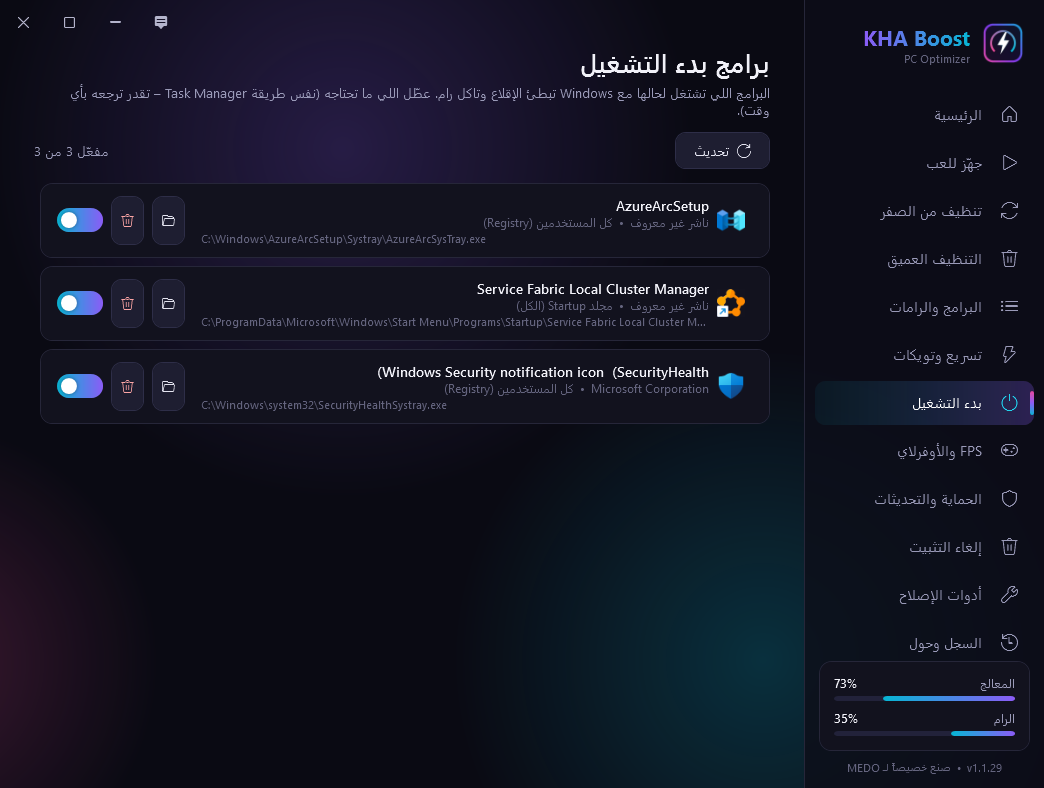 KHA Boost
PC Optimizer
الرئيسية
جهّز للعب
تنظيف من الصفر
التنظيف العميق
البرامج والرامات
تسريع وتويكات
بدء التشغيل
FPS والأوفرلاي
الحماية والتحديثات
إلغاء التثبيت
أدوات الإصلاح
السجل وحول
المعالج 73%
الرام 35%
v1.1.29 • صنع خصيصاً لـ MEDO
برامج بدء التشغيل
البرامج اللي تشتغل لحالها مع Windows تبطئ الإقلاع وتاكل رام. عطّل اللي ما تحتاجه (نفس طريقة Task Manager – تقدر ترجعه بأي
وقت).
تحديث
مفعّل 3 من 3
AzureArcSetup
ناشر غير معروف • كل المستخدمين (Registry)
C:\Windows\AzureArcSetup\Systray\AzureArcSysTray.exe
Service Fabric Local Cluster Manager
ناشر غير معروف • مجلد Startup (الكل)
C:\ProgramData\Microsoft\Windows\Start Menu\Programs\Startup\Service Fabric Local Cluster M...
(Windows Security notification icon (SecurityHealth
Microsoft Corporation • كل المستخدمين (Registry)
C:\Windows\system32\SecurityHealthSystray.exe